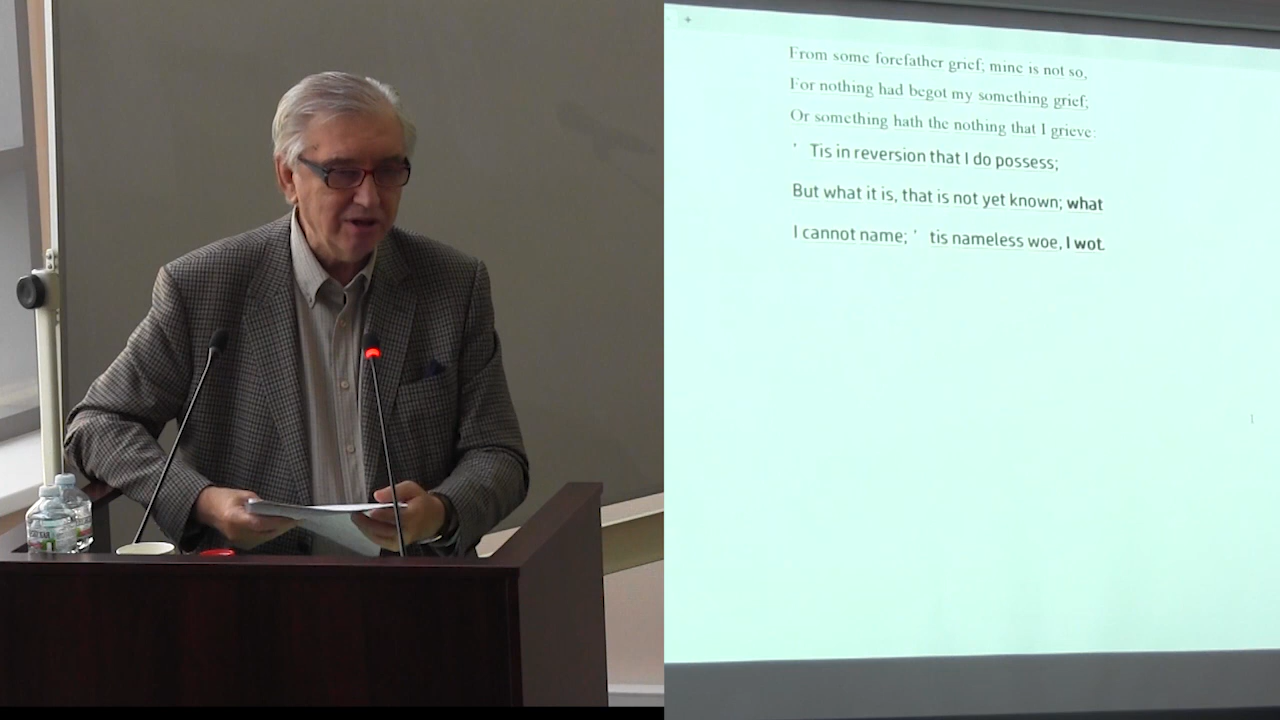 From some forefather grief; mine is not so,
For nothing had begot my something grief;
Or something hath the nothing that I grieve:
' Tis in reversion that I do possess;
But what it is, that is not yet known; what
I cannot name; ' tis nameless woe, I wot.